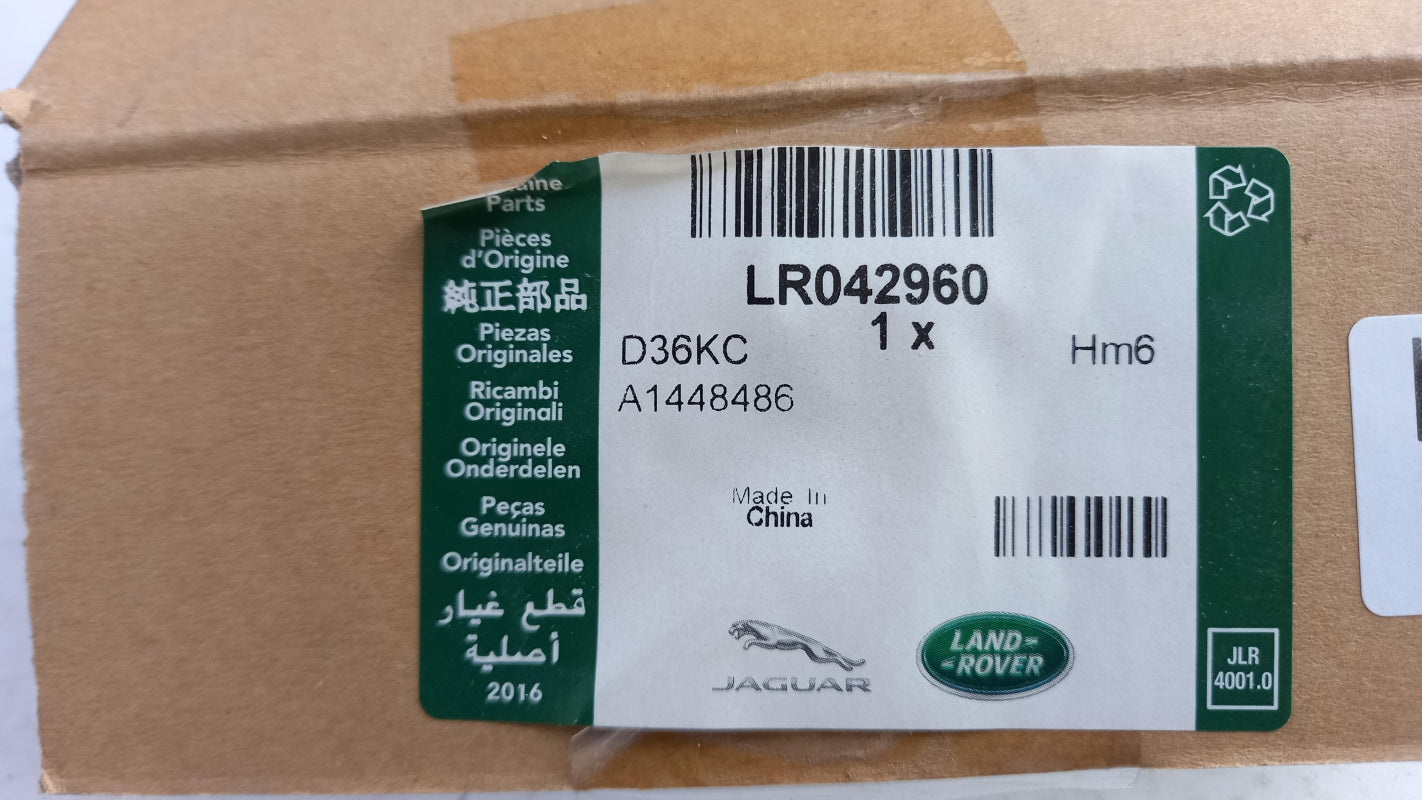 Parts
Pièces
d'Origine
純正部品
Piezas
Originales
Ricambi
Originali
Originele
Onderdelen
Peças
Genuínas
Originalteile
قطع غيار
أصلية
2016
LR042960
1 x
D36KC
Hm6
A1448486
Made In
China
JAGUAR
LAND-
-ROVER
JLR
4001.0